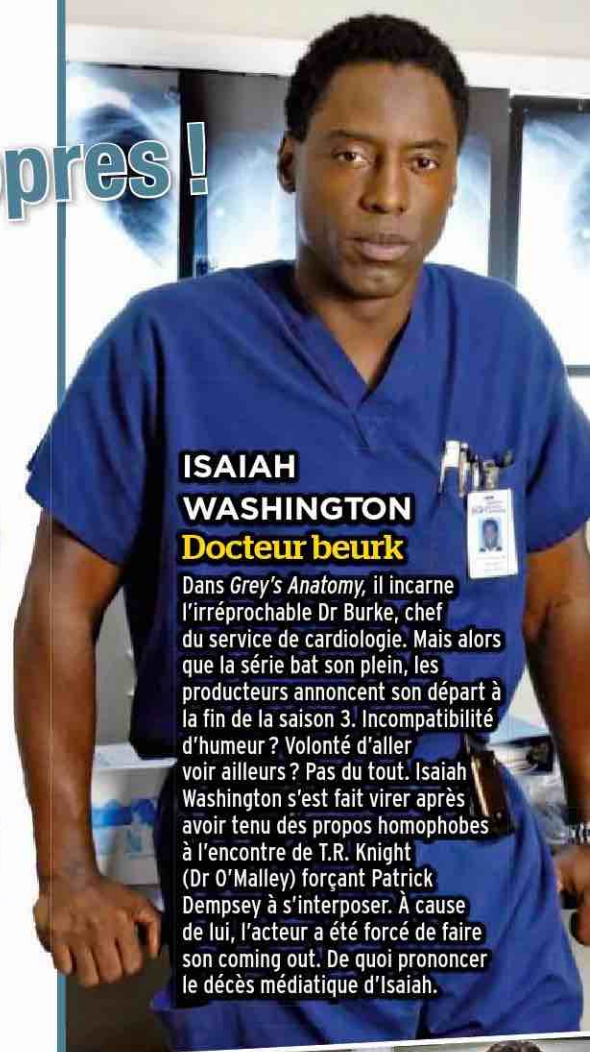 pres !
ISAIAH
WASHINGTON
Docteur beurk
Dans Grey's Anatomy, il incarne
l'irréprochable Dr Burke, chef
du service de cardiologie. Mais alors
que la série bat son plein, les
producteurs annoncent son départ à
la fin de la saison 3. Incompatibilité
d'humeur ? Volonté d'aller
voir ailleurs ? Pas du tout. Isaiah
Washington s'est fait virer après
avoir tenu des propos homophobes
à l'encontre de T.R. Knight
(Dr O'Malley) forçant Patrick
Dempsey à s'interposer. À cause
de lui, l'acteur a été forcé de faire
son coming out. De quoi prononcer
le décès médiatique d'Isaiah.